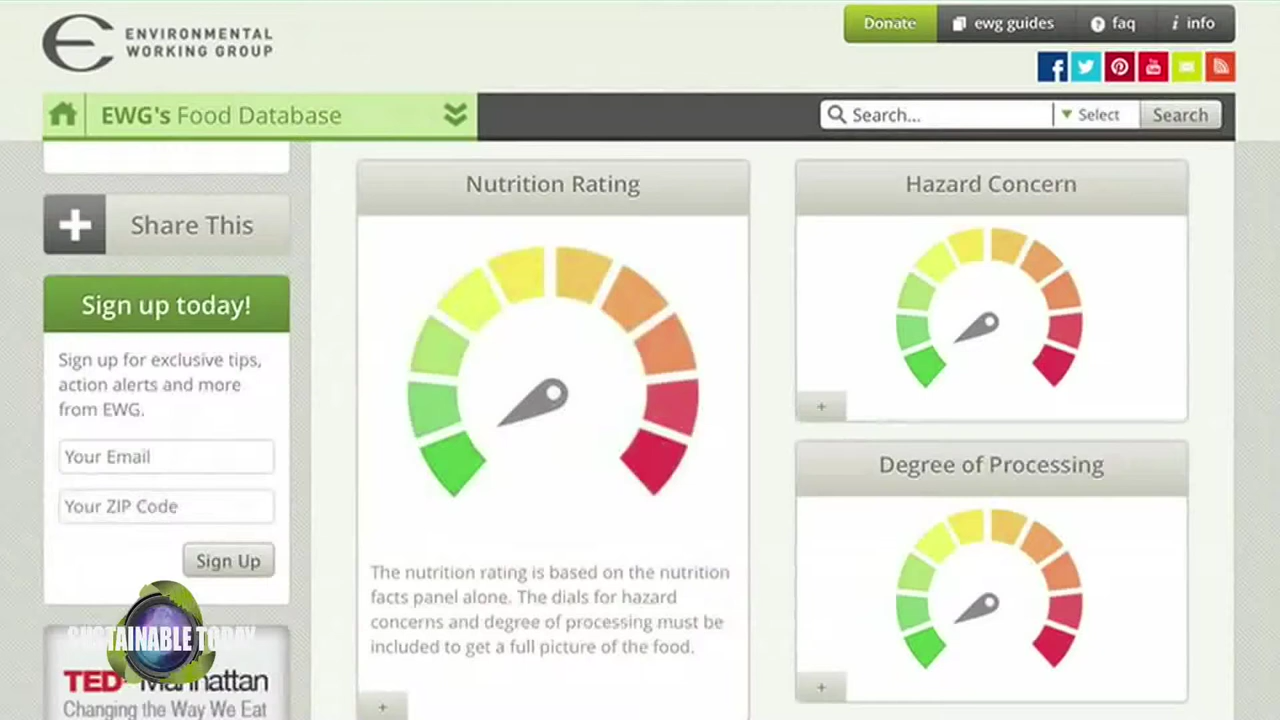 ENVIRONMENTAL
WORKING GROUP
Donate
ewg guides
? faq
i info
EWG's Food Database
Search...
Select
Search
Share This
Sign up today!
Sign up for exclusive tips,
action alerts and more
from EWG.
Your Email
Your ZIP Code
Sign Up
SUSTAINABLE TODAY
TED Manhattan
Changing the Way We Eat
Nutrition Rating
The nutrition rating is based on the nutrition
facts panel alone. The dials for hazard
concerns and degree of processing must be
included to get a full picture of the food.
+
Hazard Concern
+
Degree of Processing
+